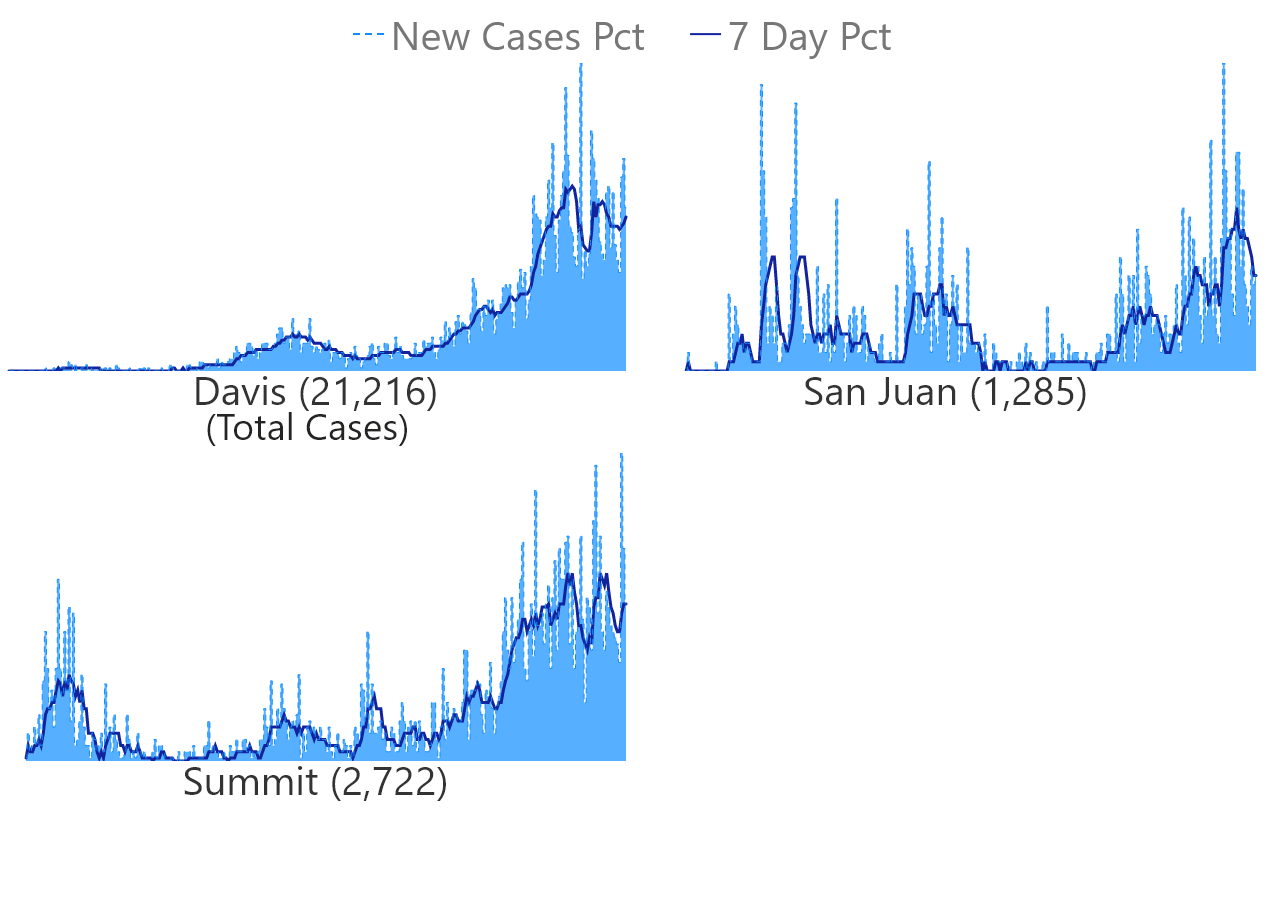 New Cases Pct 7 Day Pct
Davis (21,216)
(Total Cases)
San Juan (1,285)
Summit (2,722)